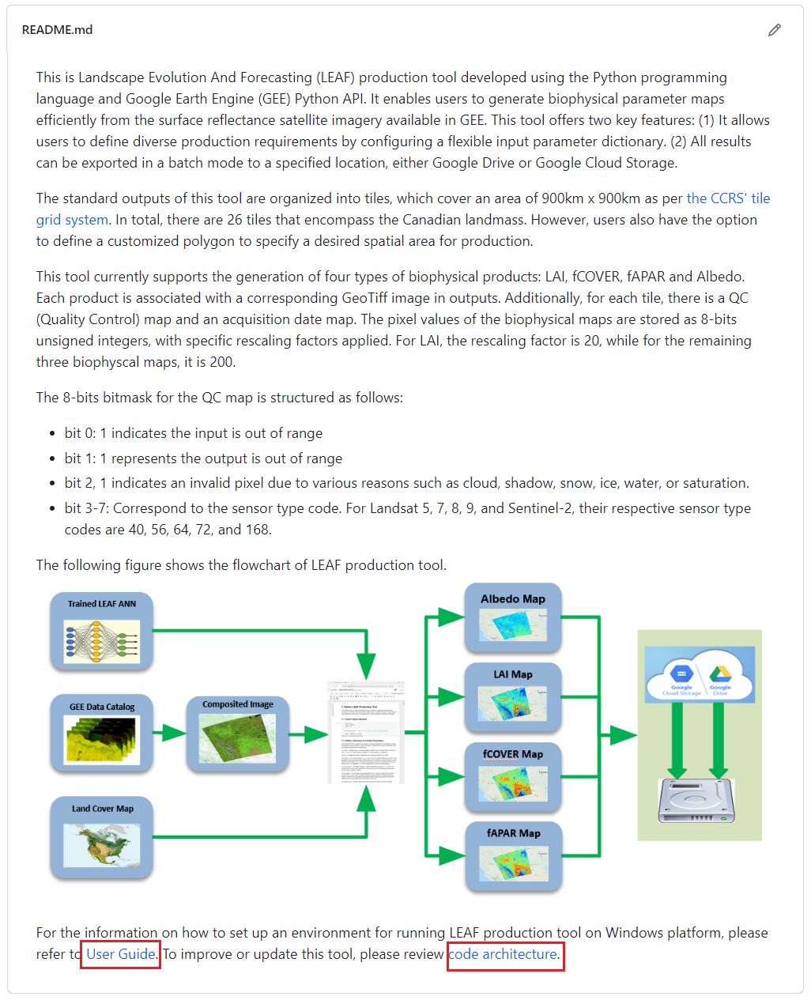 README.md
This is Landscape Evolution And Forecasting (LEAF) production tool developed using the Python programming
language and Google Earth Engine (GEE) Python API. It enables users to generate biophysical parameter maps
efficiently from the surface reflectance satellite imagery available in GEE. This tool offers two key features: (1) It allows
users to define diverse production requirements by configuring a flexible input parameter dictionary. (2) All results
can be exported in a batch mode to a specified location, either Google Drive or Google Cloud Storage.
The standard outputs of this tool are organized into tiles, which cover an area of 900km x 900km as per the CCRS' tile
grid system. In total, there are 26 tiles that encompass the Canadian landmass. However, users also have the option
to define a customized polygon to specify a desired spatial area for production.
This tool currently supports the generation of four types of biophysical products: LAI, fCOVER, fAPAR and Albedo.
Each product is associated with a corresponding GeoTiff image in outputs. Additionally, for each tile, there is a QC
(Quality Control) map and an acquisition date map. The pixel values of the biophysical maps are stored as 8-bits
unsigned integers, with specific rescaling factors applied. For LAI, the rescaling factor is 20, while for the remaining
three biophyscal maps, it is 200.
The 8-bits bitmask for the QC map is structured as follows:
• bit 0: 1 indicates the input is out of range
• bit 1: 1 represents the output is out of range
• bit 2, 1 indicates an invalid pixel due to various reasons such as cloud, shadow, snow, ice, water, or saturation.
• bit 3-7: Correspond to the sensor type code. For Landsat 5, 7, 8, 9, and Sentinel-2, their respective sensor type
codes are 40, 56, 64, 72, and 168.
The following figure shows the flowchart of LEAF production tool.
Trained LEAF ANN
GEE Data Catalog
Composited Image
Land Cover Map
Albedo Map
LAI Map
fCOVER Map
fAPAR Map
Google
Cloud Storage
Google
Drive
For the information on how to set up an environment for running LEAF production tool on Windows platform, please
refer to User Guide. To improve or update this tool, please review code architecture.